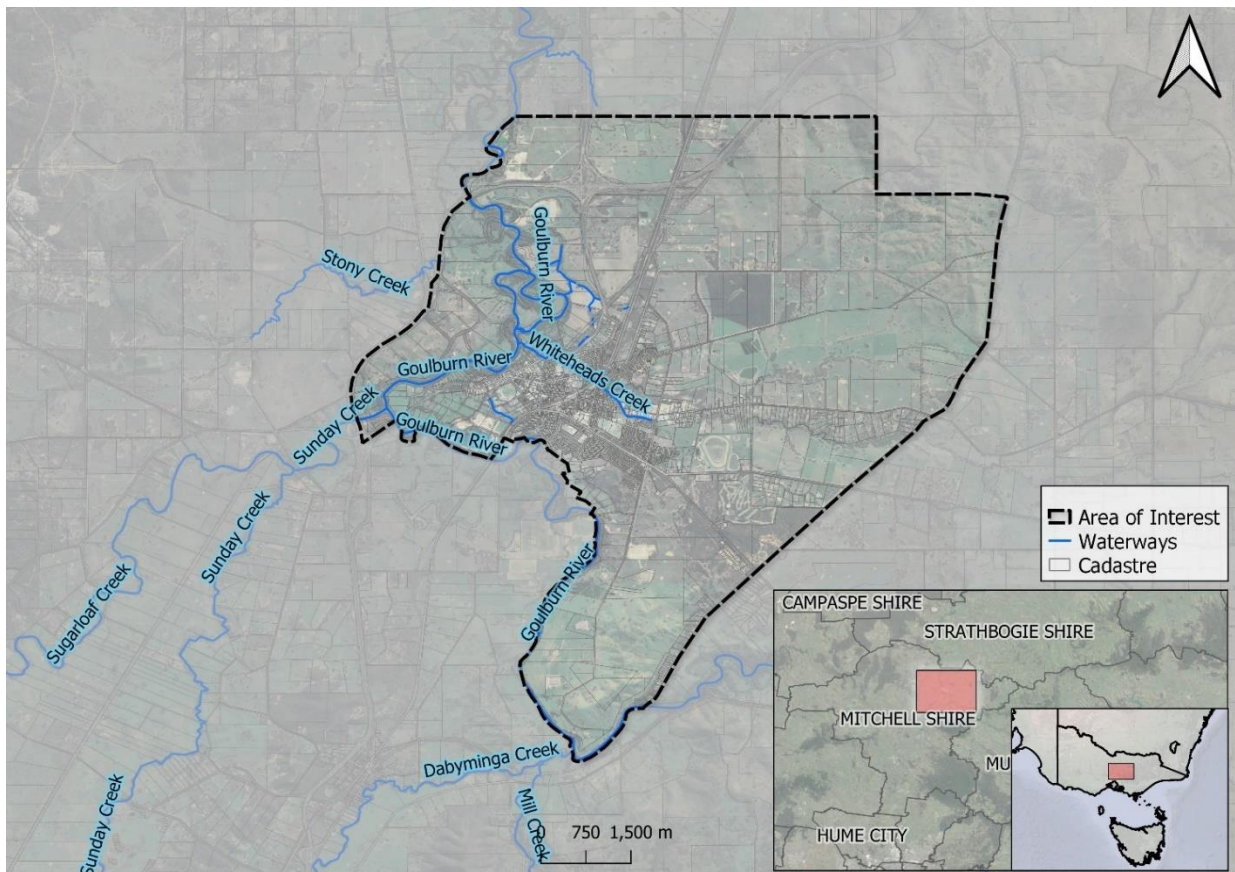 Goulburn River
Stony Creek
Whiteheads Creek
Goulburn River
Sunday Creek
Goulburn River
Sunday Creek
Sugarloaf Creek
Goulburn River
Dabyminga Creek
Mill Creek
Sunday Creek
0 750 1,500 m
Area of Interest
Waterways
Cadastre
CAMPASPE SHIRE
STRATHBOGIE SHIRE
MITCHELL SHIRE
MU
HUME CITY